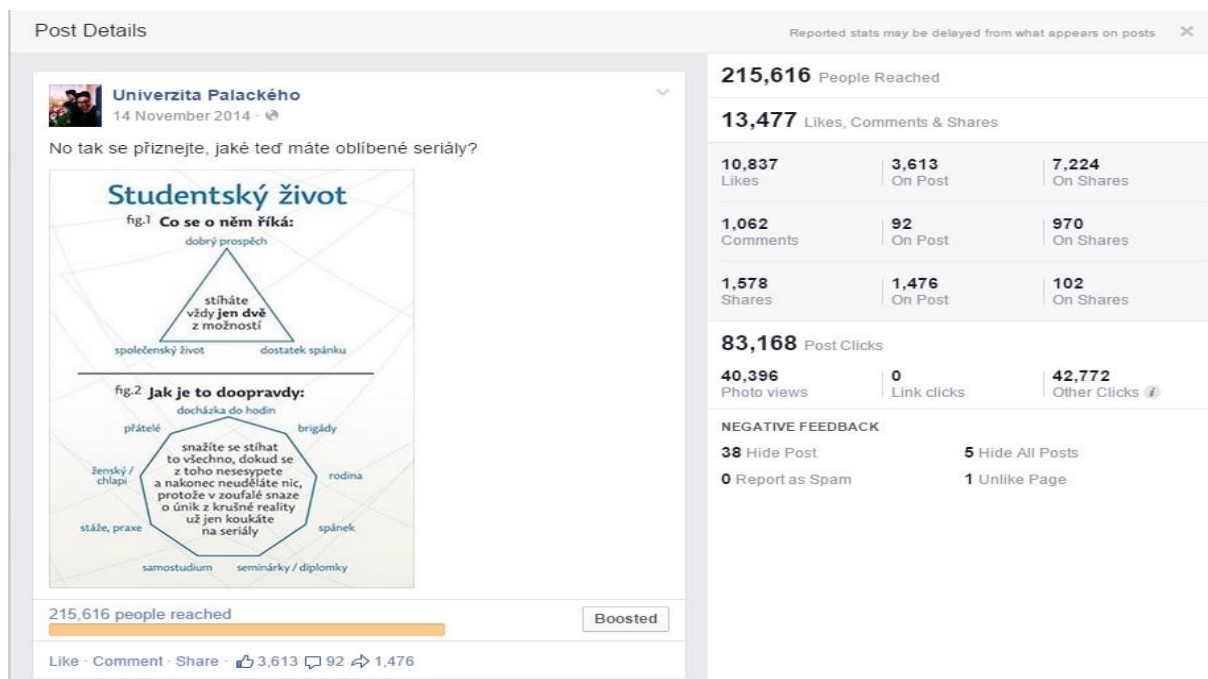 Post Details
Reported stats may be delayed from what appears on posts
Univerzita Palackého
14 November 2014 ·
No tak se přiznejte, jaké teď máte oblíbené seriály?
Studentský život
fig.1 Co se o něm říká:
dobrý prospěch
stíháte
vždy jen dvě
z možností
společenský život
dostatek spánku
fig.2 Jak je to doopravdy:
docházka do hodin
přátelé
brigády
ženský /
chlapi
rodina
stáže, praxe
spánek
samostudium
seminárky / diplomky
snažíte se stíhat
to všechno, dokud se
z toho nesesypete
a nakonec neuděláte nic,
protože v zoufalé snaze
o únik z krušné reality
už jen koukáte
na seriály
215,616 people reached
Boosted
Like · Comment · Share · 3,613 92 1,476
215,616 People Reached
13,477 Likes, Comments & Shares
10,837 3,613 7,224
Likes On Post On Shares
1,062 92 970
Comments On Post On Shares
1,578 1,476 102
Shares On Post On Shares
83,168 Post Clicks
40,396 0 42,772
Photo views Link clicks Other Clicks i
NEGATIVE FEEDBACK
38 Hide Post 5 Hide All Posts
0 Report as Spam 1 Unlike Page